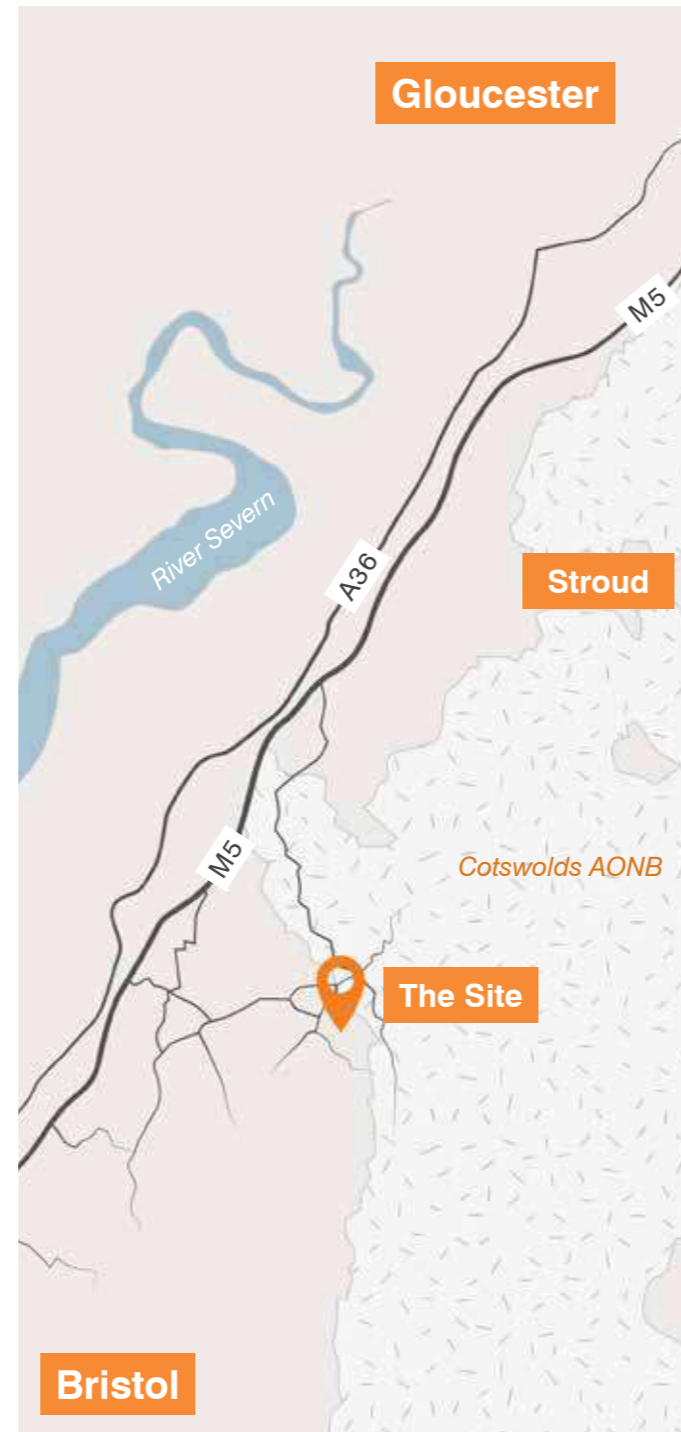 Gloucester
M5
River Severn
A36
Stroud
M5
Cotswolds AONB
The Site
Bristol